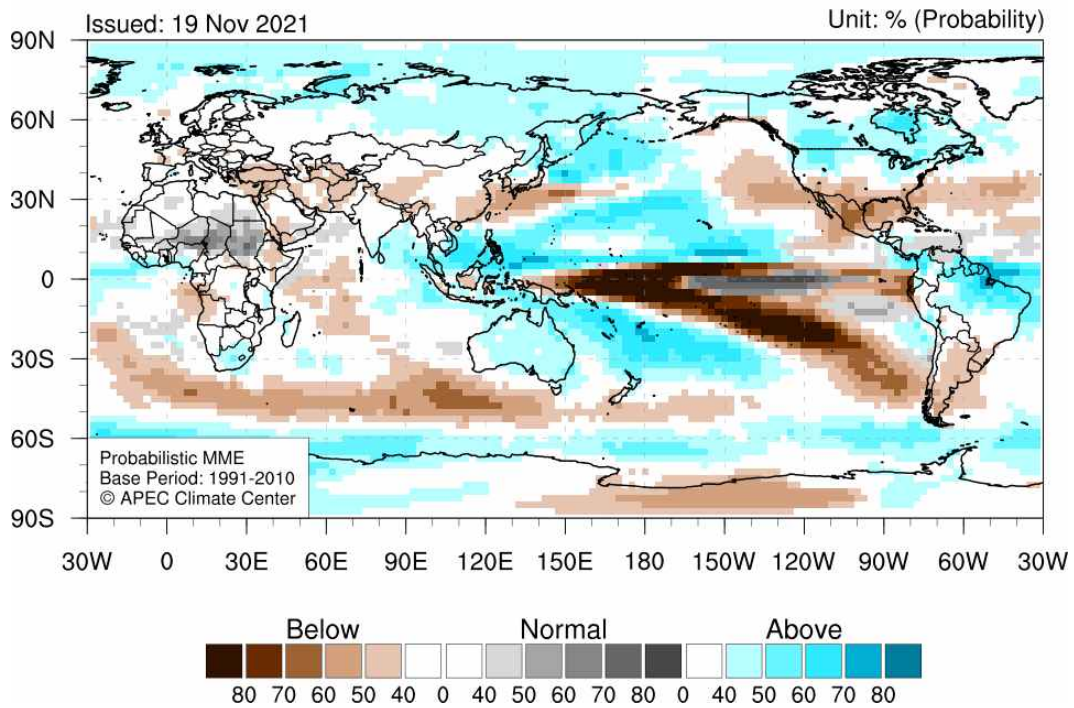 Issued: 19 Nov 2021 Unit: % (Probability)
90N
60N
30N
0
30S
60S
90S
Probabilistic MME
Base Period: 1991-2010
© APEC Climate Center
30W 0 30E 60E 90E 120E 150E 180 150W 120W 90W 60W 30W
Below Normal Above
80 70 60 50 40 0 40 50 60 70 80 0 40 50 60 70 80